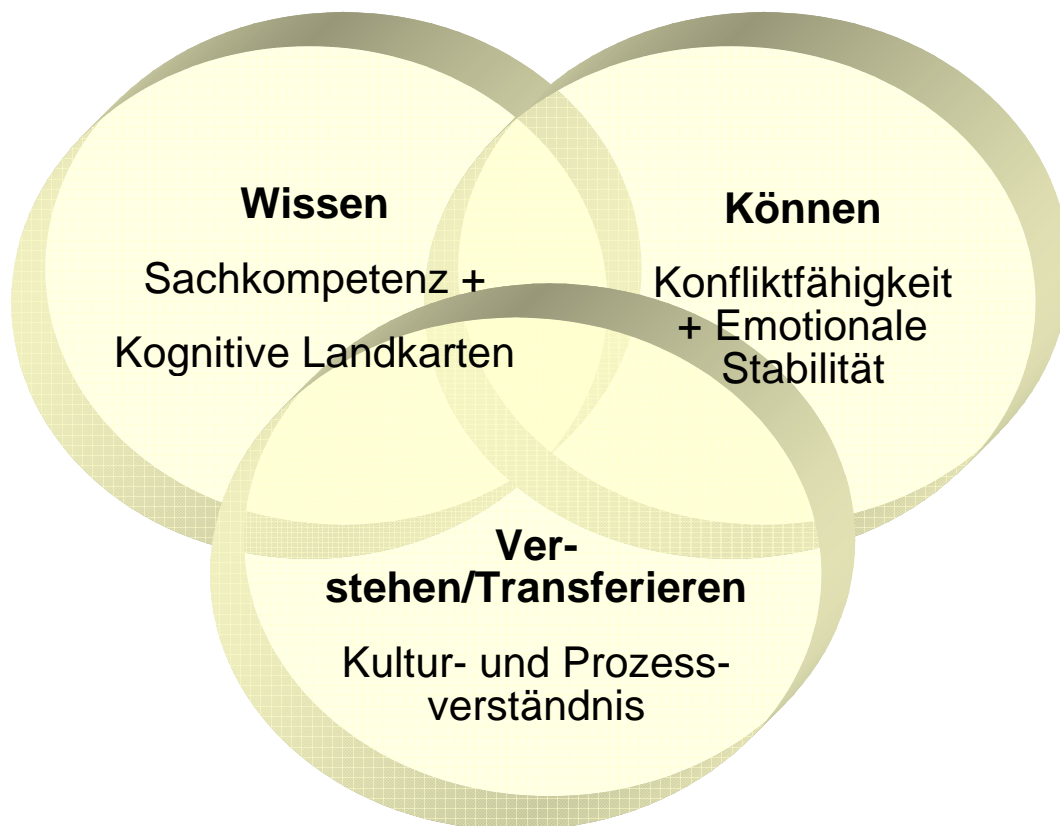 Wissen
Sachkompetenz +
Kognitive Landkarten
Können
Konfliktfähigkeit
+ Emotionale
Stabilität
Ver-
stehen/Transferieren
Kultur- und Prozess-
verständnis